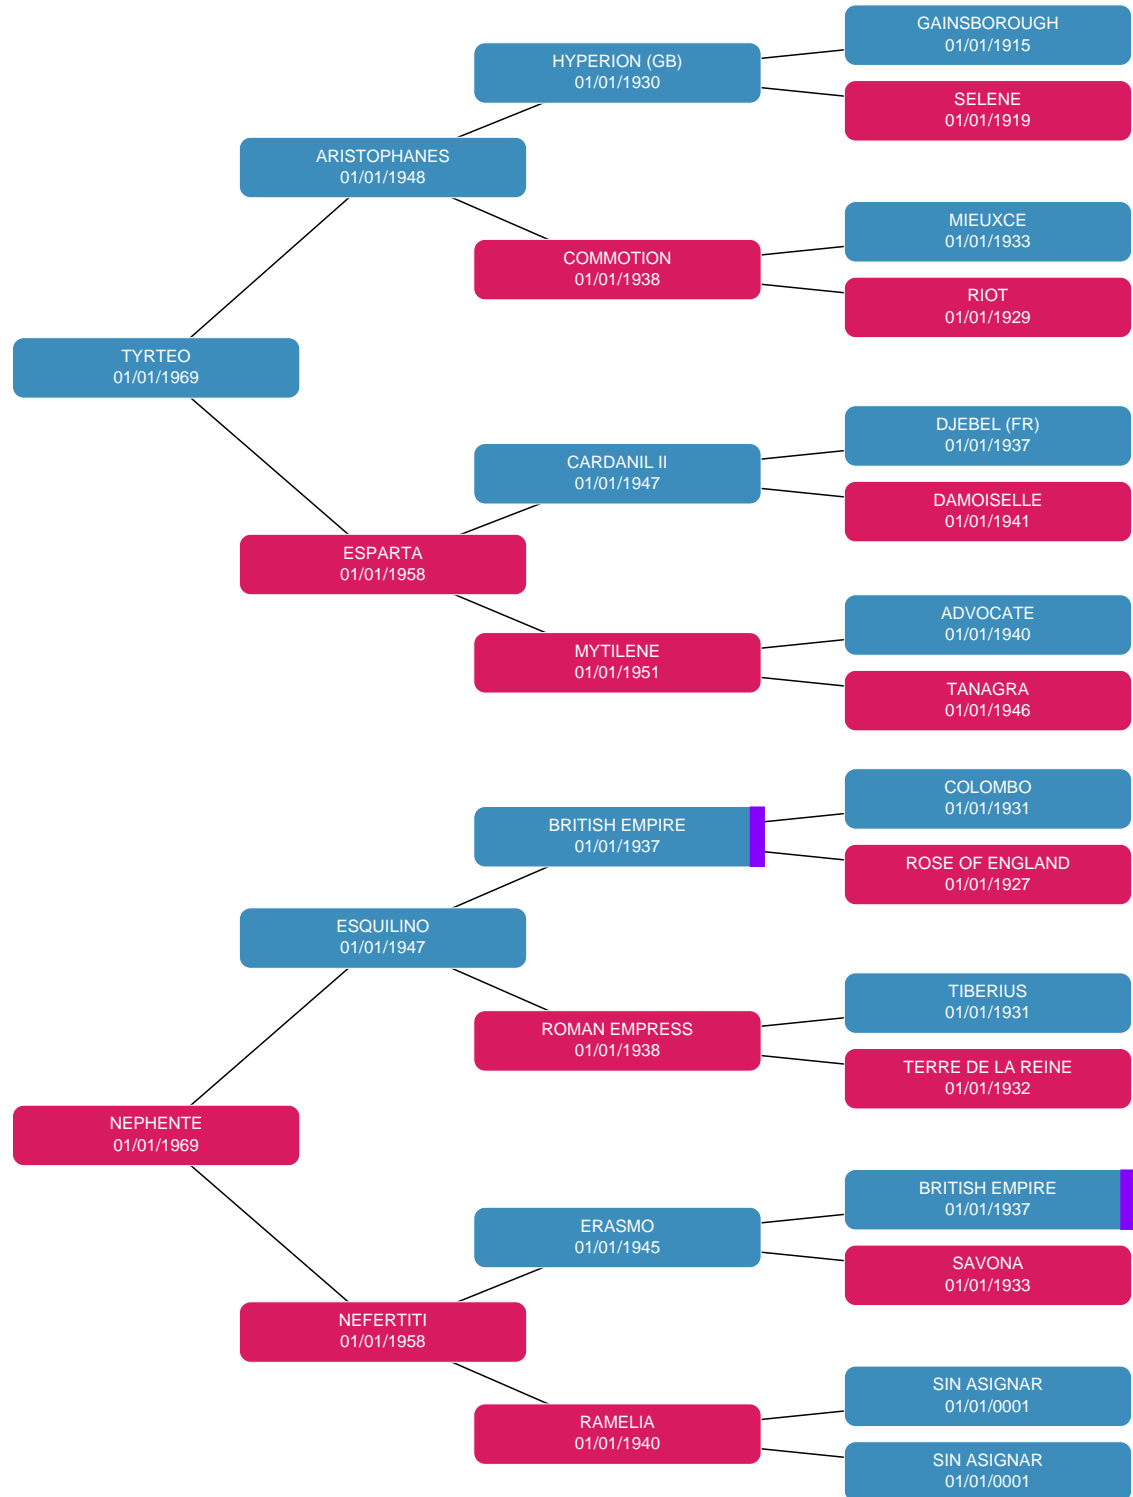 GAINSBOROUGH
01/01/1915
HYPERION (GB)
01/01/1930
SELENE
01/01/1919
ARISTOPHANES
01/01/1948
MIEUXCE
01/01/1933
COMMOTION
01/01/1938
RIOT
01/01/1929
TYRTEO
01/01/1969
DJEBEL (FR)
01/01/1937
CARDANIL II
01/01/1947
DAMOISELLE
01/01/1941
ESPARTA
01/01/1958
ADVOCATE
01/01/1940
MYTILENE
01/01/1951
TANAGRA
01/01/1946
COLOMBO
01/01/1931
BRITISH EMPIRE
01/01/1937
ROSE OF ENGLAND
01/01/1927
ESQUILINO
01/01/1947
TIBERIUS
01/01/1931
ROMAN EMPRESS
01/01/1938
TERRE DE LA REINE
01/01/1932
NEPHENTE
01/01/1969
BRITISH EMPIRE
01/01/1937
ERASMO
01/01/1945
SAVONA
01/01/1933
NEFERTITI
01/01/1958
SIN ASIGNAR
01/01/0001
RAMELIA
01/01/1940
SIN ASIGNAR
01/01/0001